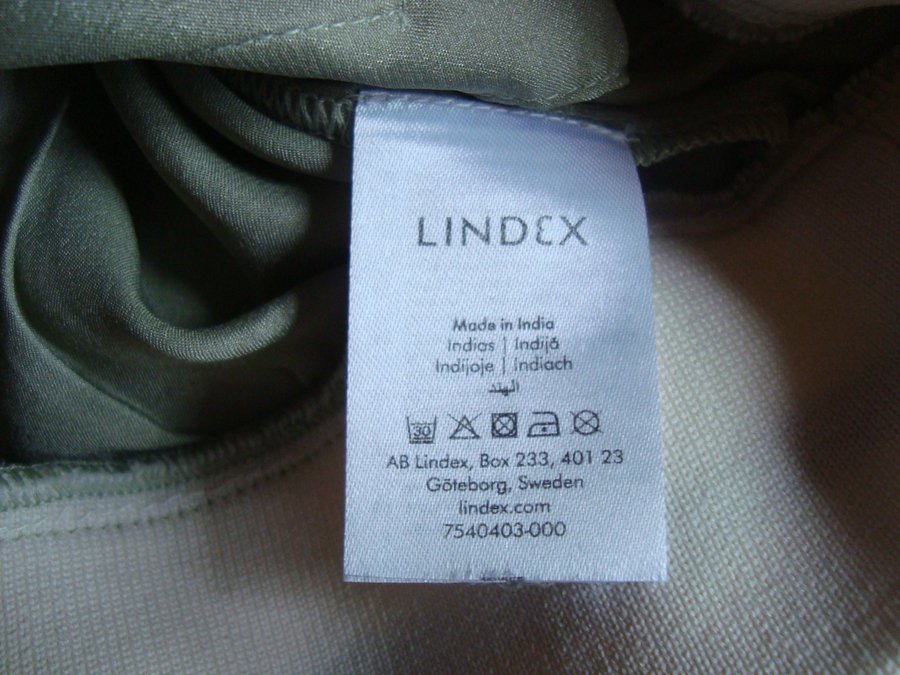 LINDEX
Made in India
Indias | Indijā
Indijoje | Indiach
الهند
30
AB Lindex, Box 233, 401 23
Göteborg, Sweden
lindex.com
7540403-000